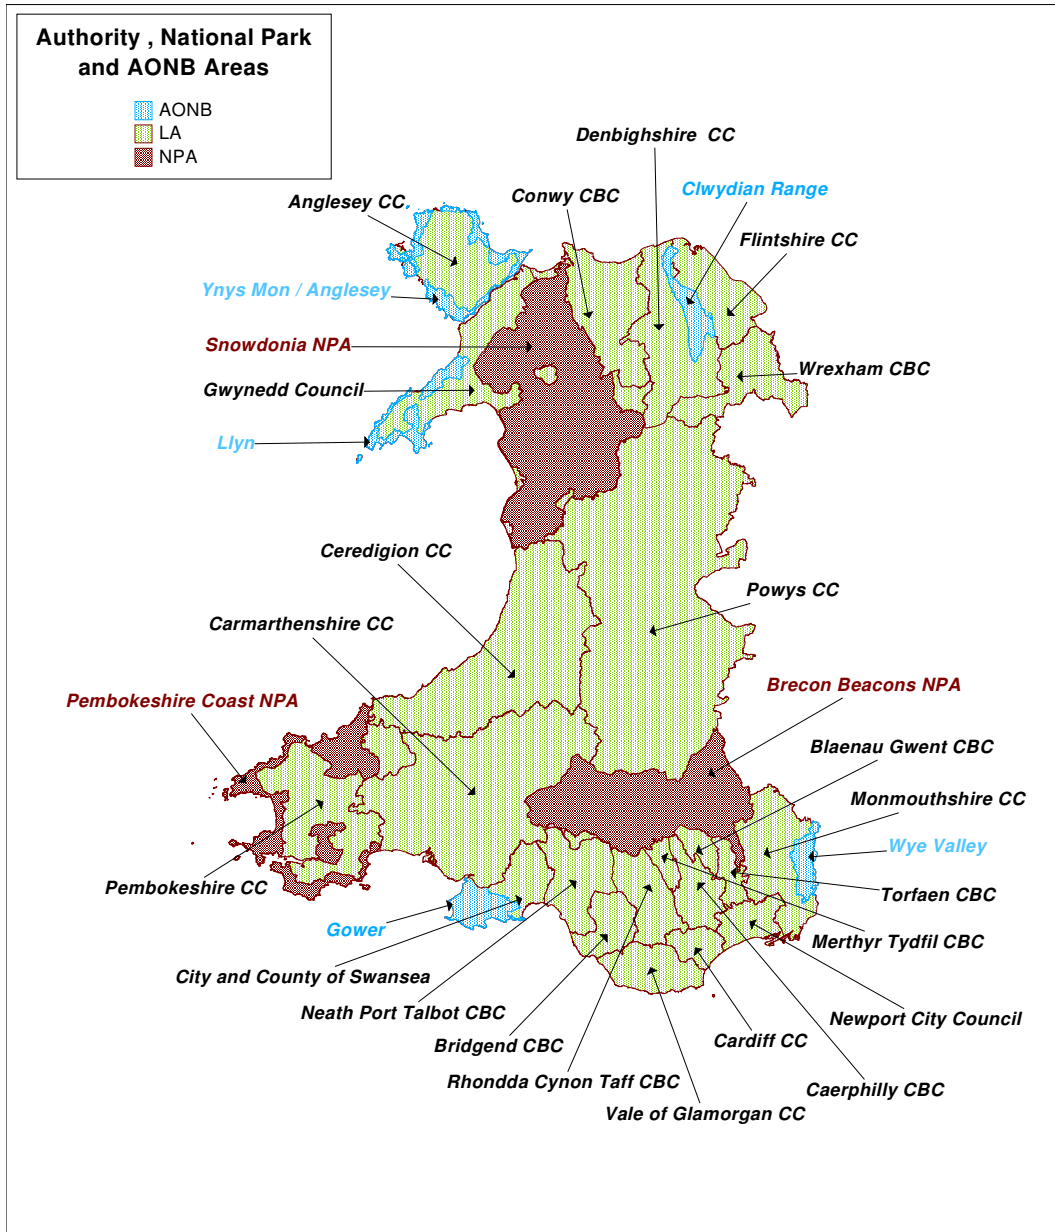 Authority , National Park
and AONB Areas
AONB
LA
NPA
Denbighshire  CC
Anglesey CC
Conwy CBC
Clwydian Range
Flintshire CC
Ynys Mon / Anglesey
Snowdonia NPA
Gwynedd Council
Wrexham CBC
Llyn
Ceredigion CC
Powys CC
Carmarthenshire CC
Pembokeshire Coast NPA
Brecon Beacons NPA
Blaenau Gwent CBC
Monmouthshire CC
Wye Valley
Pembokeshire CC
Torfaen CBC
Gower
Merthyr Tydfil CBC
City and County of Swansea
Neath Port Talbot CBC
Newport City Council
Bridgend CBC
Cardiff CC
Rhondda Cynon Taff CBC
Caerphilly CBC
Vale of Glamorgan CC